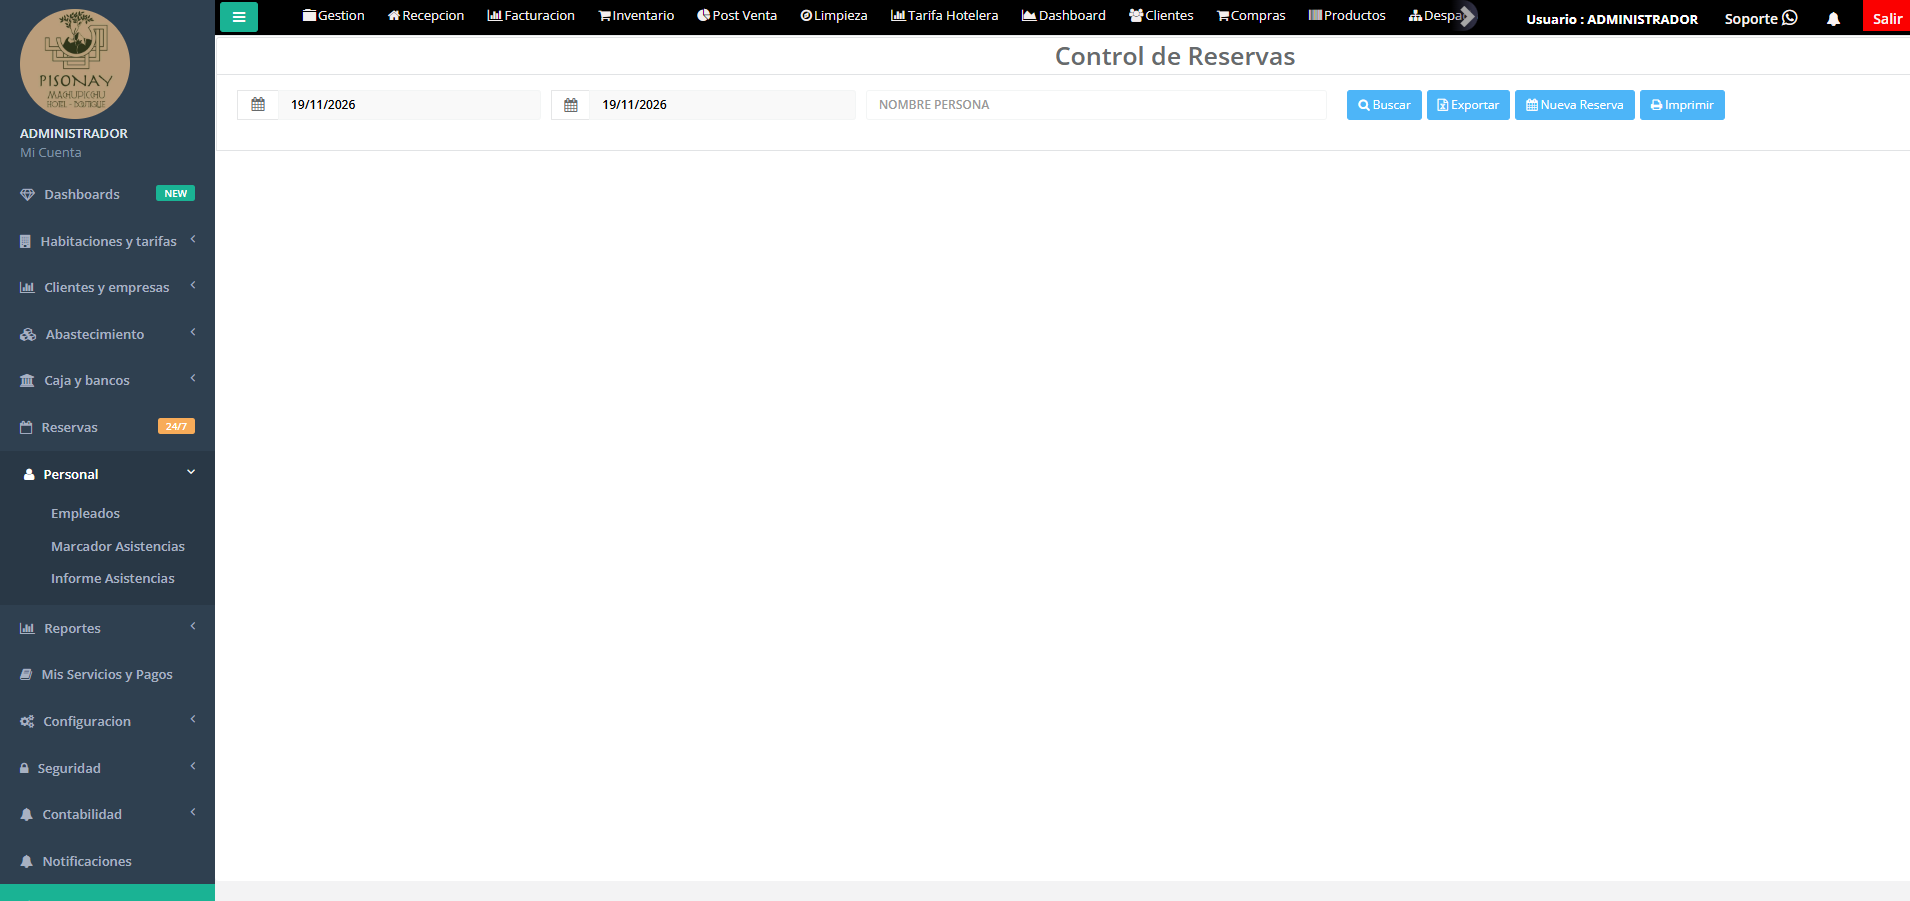 PISONAY
MACHUPICCHU
HOTEL - BOUTIQUE
ADMINISTRADOR
Mi Cuenta
Dashboards NEW
Habitaciones y tarifas
Clientes y empresas
Abastecimiento
Caja y bancos
Reservas 24/7
Personal
Empleados
Marcador Asistencias
Informe Asistencias
Reportes
Mis Servicios y Pagos
Configuracion
Seguridad
Contabilidad
Notificaciones
Gestion Recepcion Facturacion Inventario Post Venta Limpieza Tarifa Hotelera Dashboard Clientes Compras Productos Despa Usuario : ADMINISTRADOR Soporte Salir
Control de Reservas
19/11/2026 19/11/2026 NOMBRE PERSONA Buscar Exportar Nueva Reserva Imprimir